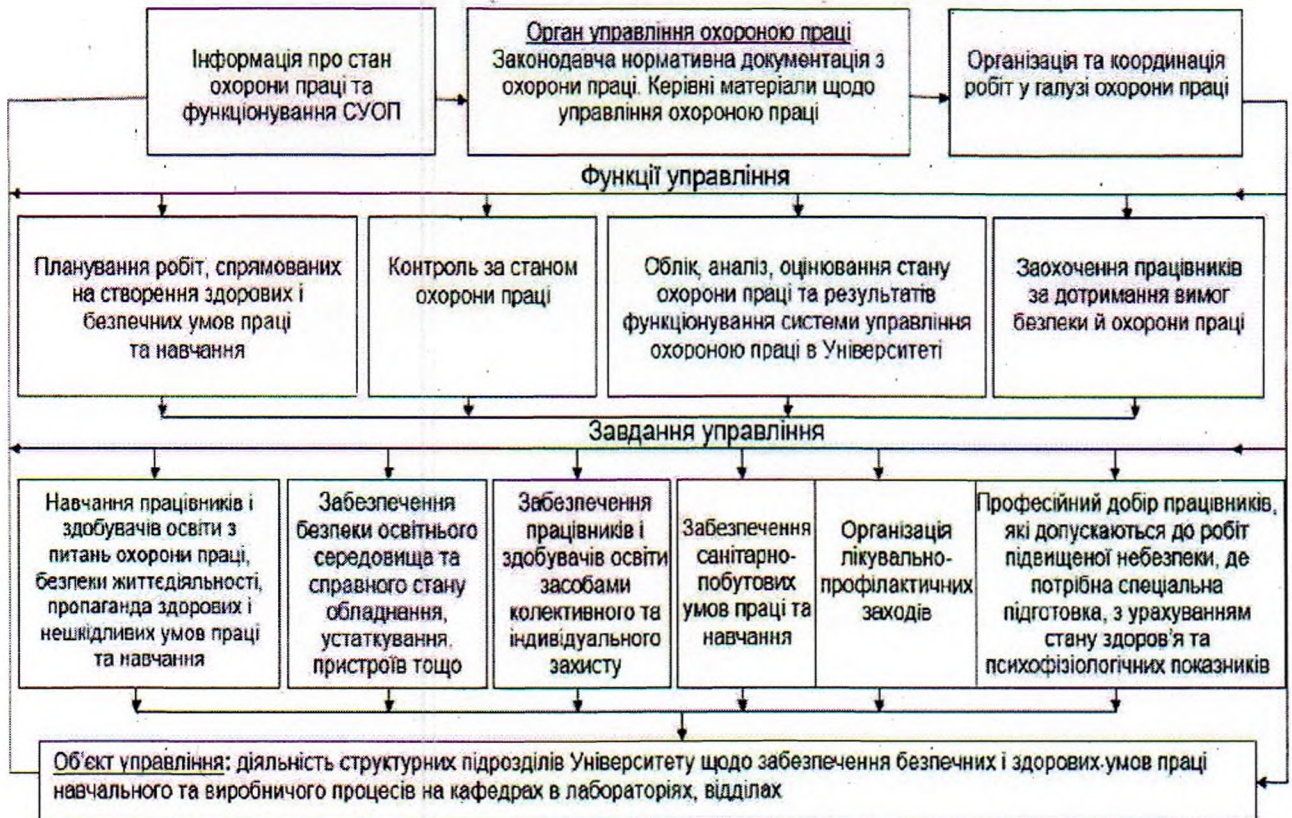 Інформація про стан
охорони праці та
функціонування СУОП
Орган управління охороною праці
Законодавча нормативна документація з
охорони праці. Керівні матеріали щодо
управління охороною праці
Організація та координація
робіт у галузі охорони праці
Функції управління
Планування робіт, спрямованих
на створення здорових і
безпечних умов праці
та навчання
Контроль за станом
охорони праці
Облік, аналіз, оцінювання стану
охорони праці та результатів
функціонування системи управління
охороною праці в Університеті
Заохочення працівників
за дотримання вимог
безпеки й охорони праці
Завдання управління
Навчання працівників і
здобувачів освіти з
питань охорони праці,
безпеки життєдіяльності,
пропаганда здорових і
нешкідливих умов праці
та навчання
Забезпечення
безпеки освітнього
середовища та
справного стану
обладнання,
устаткування,
пристроїв тощо
Забезпечення
працівників і
здобувачів освіти
засобами
колективного та
індивідуального
захисту
Забезпечення
санітарно-
побутових
умов праці та
навчання
Організація
лікувально-
профілактичних
заходів
Професійний добір працівників,
які допускаються до робіт
підвищеної небезпеки, де
потрібна спеціальна
підготовка, з урахуванням
стану здоров'я та
психофізіологічних показників
Об'єкт управління: діяльність структурних підрозділів Університету щодо забезпечення безпечних і здорових умов праці
навчального та виробничого процесів на кафедрах в лабораторіях, відділах